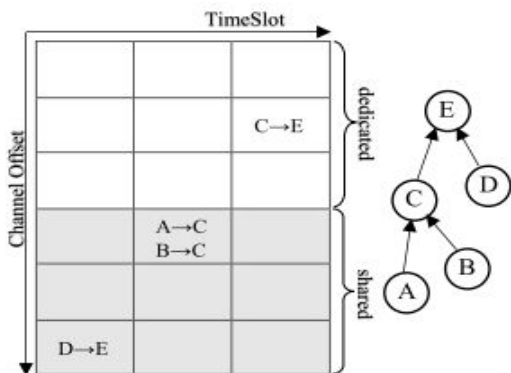 TimeSlot
Channel Offset
C→E
A→C
B→C
D→E
dedicated
shared
E
C
D
A
B